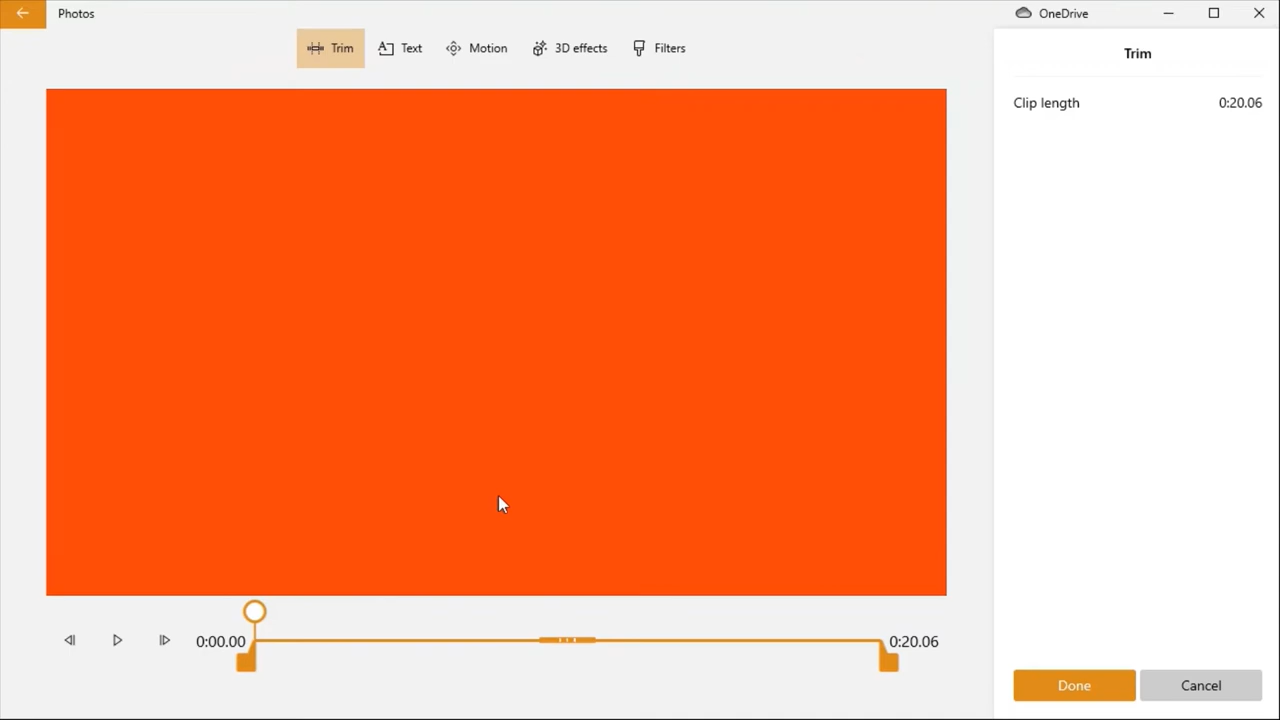 Photos
OneDrive
Trim
Text
Motion
3D effects
Filters
Trim
Clip length
0:20.06
0:00.00
0:20.06
Done
Cancel